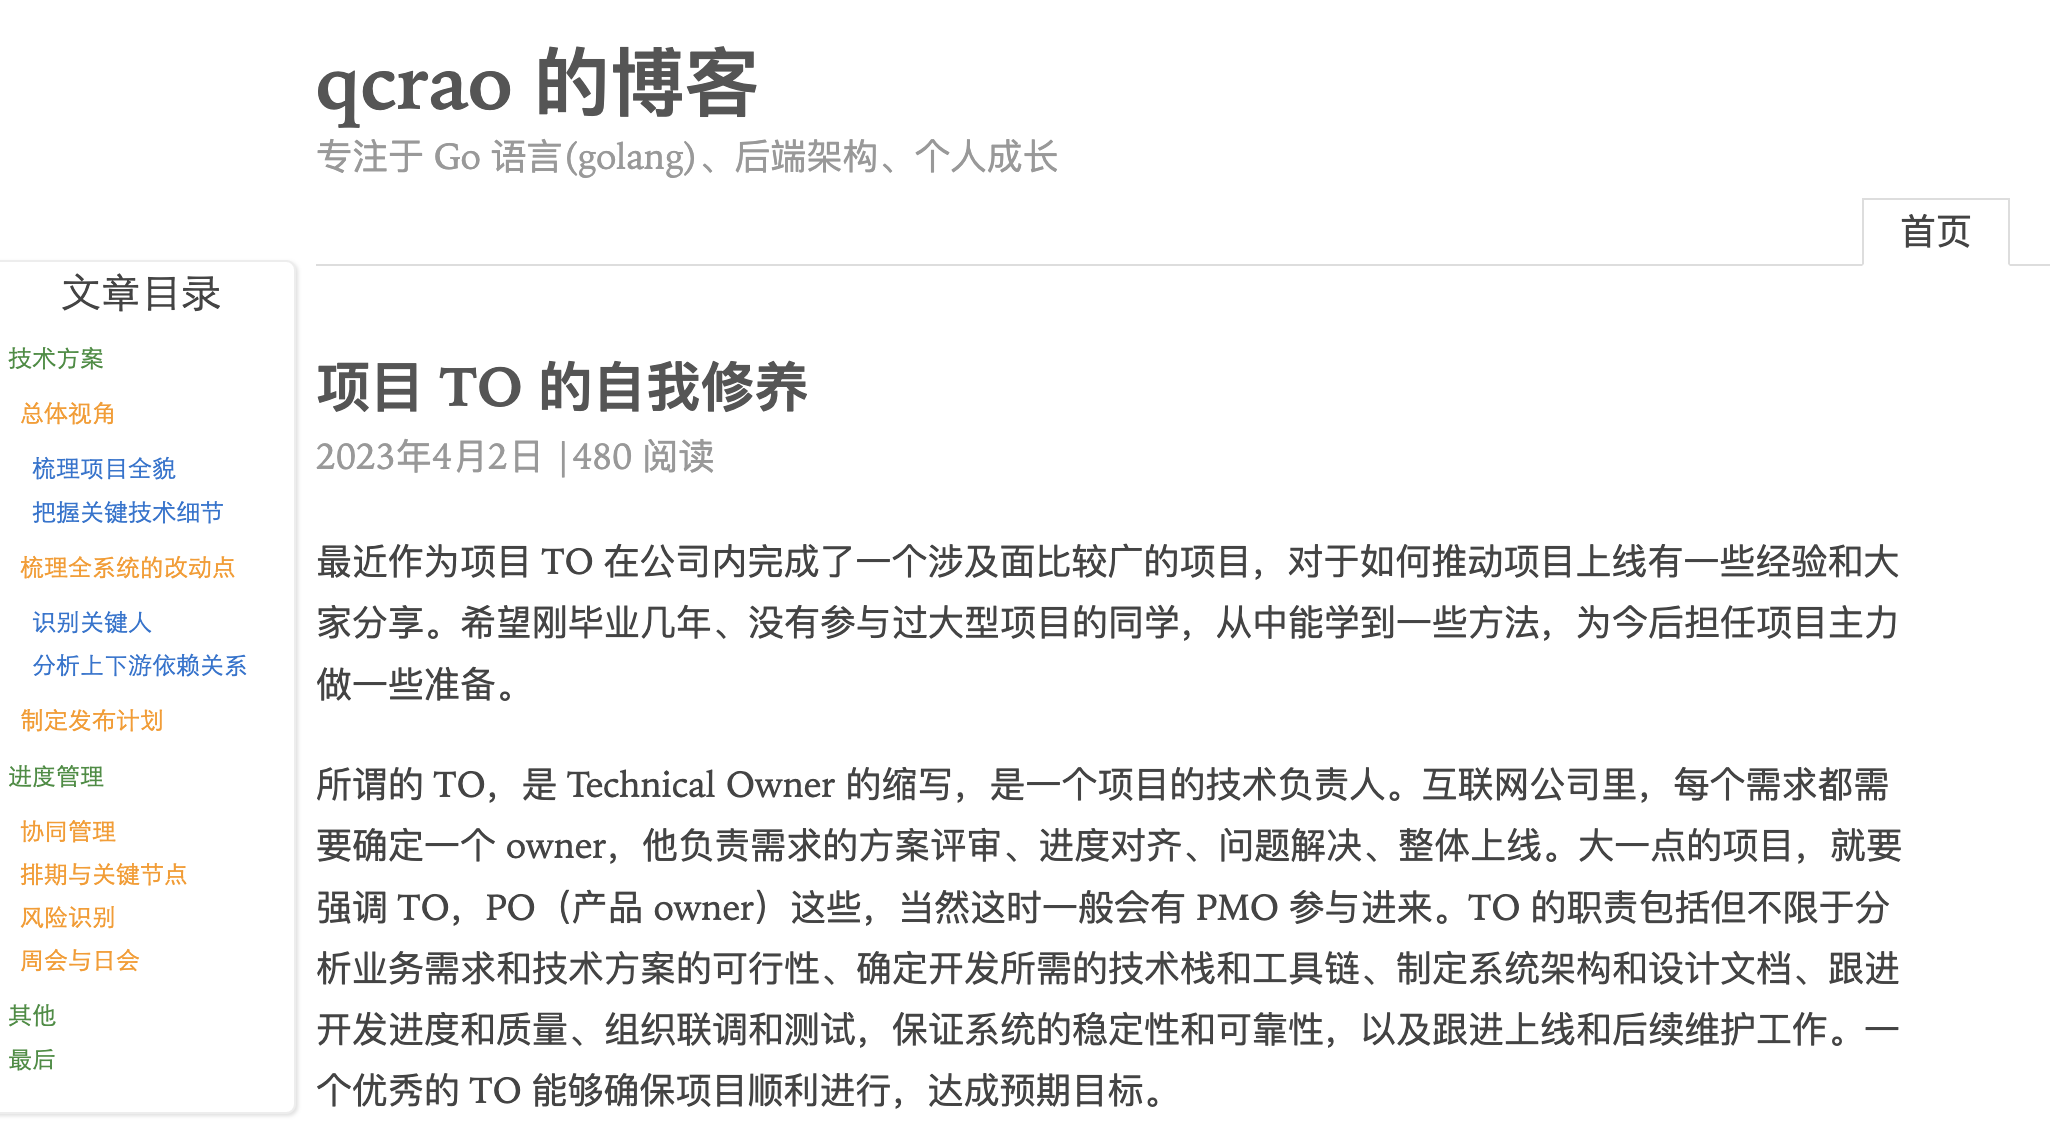 qcrao 的博客
专注于 Go 语言(golang)、后端架构、个人成长
首页
文章目录
技术方案
总体视角
梳理项目全貌
把握关键技术细节
梳理全系统的改动点
识别关键人
分析上下游依赖关系
制定发布计划
进度管理
协同管理
排期与关键节点
风险识别
周会与日会
其他
最后
项目 TO 的自我修养
2023年4月2日 |480 阅读
最近作为项目 TO 在公司内完成了一个涉及面比较广的项目，对于如何推动项目上线有一些经验和大
家分享。希望刚毕业几年、没有参与过大型项目的同学，从中能学到一些方法，为今后担任项目主力
做一些准备。
所谓的 TO，是 Technical Owner 的缩写，是一个项目的技术负责人。互联网公司里，每个需求都需
要确定一个 owner，他负责需求的方案评审、进度对齐、问题解决、整体上线。大一点的项目，就要
强调 TO，PO（产品 owner）这些，当然这时一般会有 PMO 参与进来。TO 的职责包括但不限于分
析业务需求和技术方案的可行性、确定开发所需的技术栈和工具链、制定系统架构和设计文档、跟进
开发进度和质量、组织联调和测试，保证系统的稳定性和可靠性，以及跟进上线和后续维护工作。一
个优秀的 TO 能够确保项目顺利进行，达成预期目标。